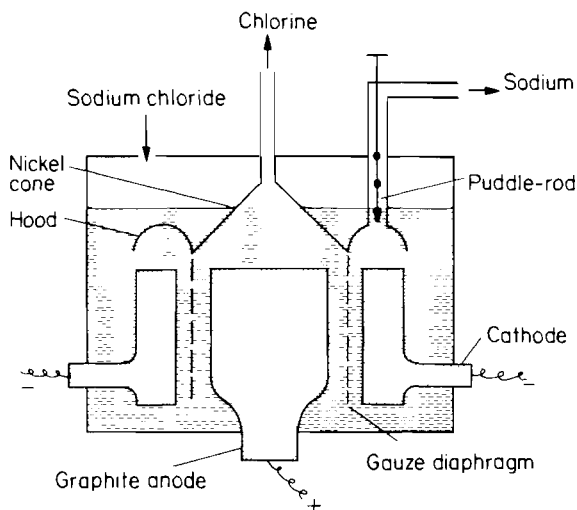 Chlorine
Sodium chloride
Sodium
Nickel
cone
Puddle-rod
Hood
Cathode
−
−
Graphite anode
Gauze diaphragm
+